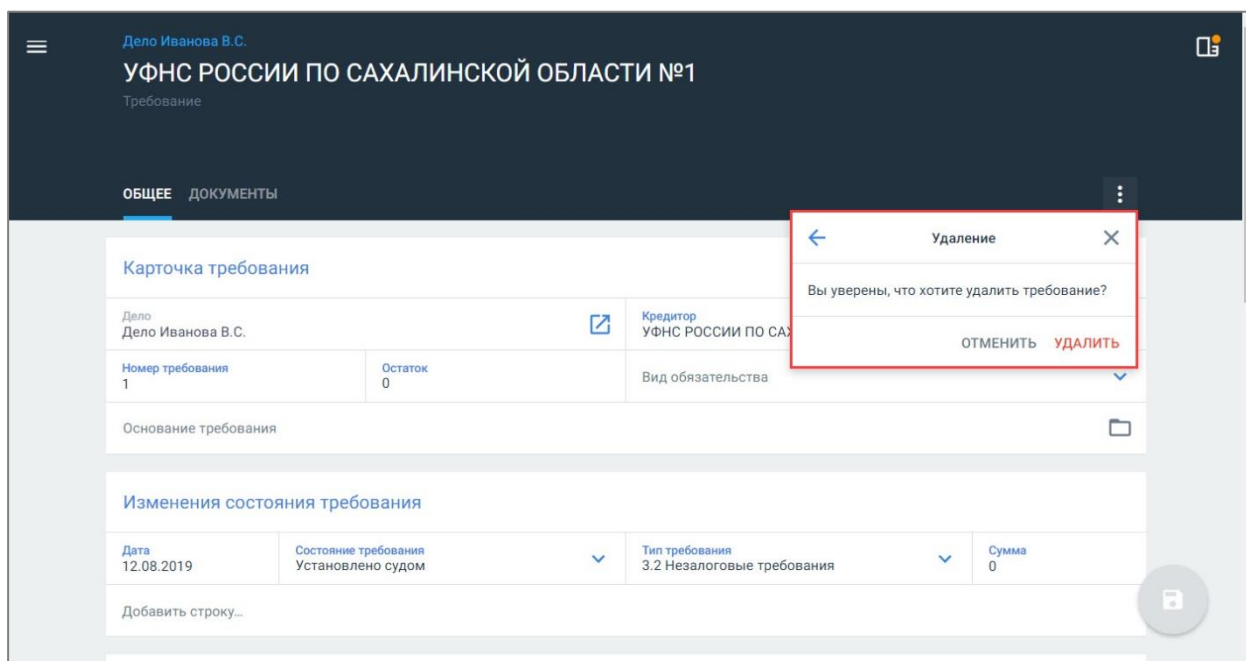 Дело Иванова В.С.
УФНС РОССИИ ПО САХАЛИНСКОЙ ОБЛАСТИ №1
Требование
ОБЩЕЕ ДОКУМЕНТЫ
Удаление
Вы уверены, что хотите удалить требование?
ОТМЕНИТЬ УДАЛИТЬ
Карточка требования
Дело
Дело Иванова В.С.
Кредитор
УФНС РОССИИ ПО САХ
Номер требования
1
Остаток
0
Вид обязательства
Основание требования
Изменения состояния требования
Дата
12.08.2019
Состояние требования
Установлено судом
Тип требования
3.2 Незалоговые требования
Сумма
0
Добавить строку...